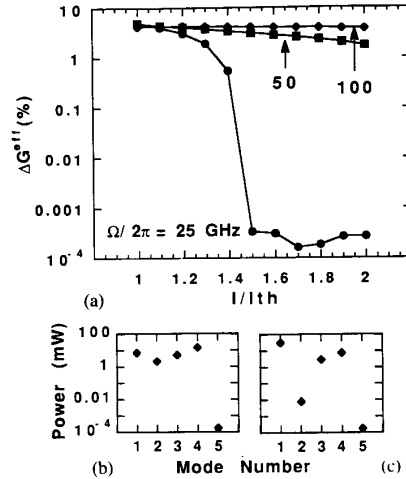 10
1
0.1
0.01
0.001
10⁻⁴
ΔG^eff (%)
50
100
Ω/ 2π = 25 GHz
1 1.2 1.4 1.6 1.8 2
(a)
I/Ith
Power (mW)
100
1
0.01
10⁻⁴
1 2 3 4 5
1 2 3 4 5
(b) Mode Number (c)